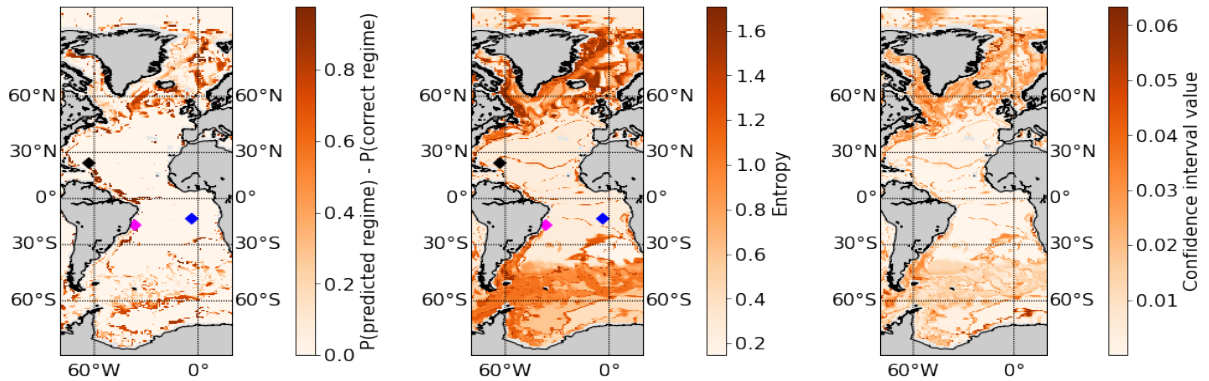 60°N
30°N
0°
30°S
60°S
60°W
0°
0°
30°S
60°S
0.8
0.6
0.4
0.2
0.0
P(predicted regime) - P(correct regime)
60°N
30°N
0°
30°S
60°S
60°W
0°
1.6
1.4
1.2
1.0
0.8
0.6
0.4
0.2
Entropy
60°N
30°N
0°
30°S
60°S
60°W
0°
0.06
0.05
0.04
0.03
0.02
0.01
Confidence interval value